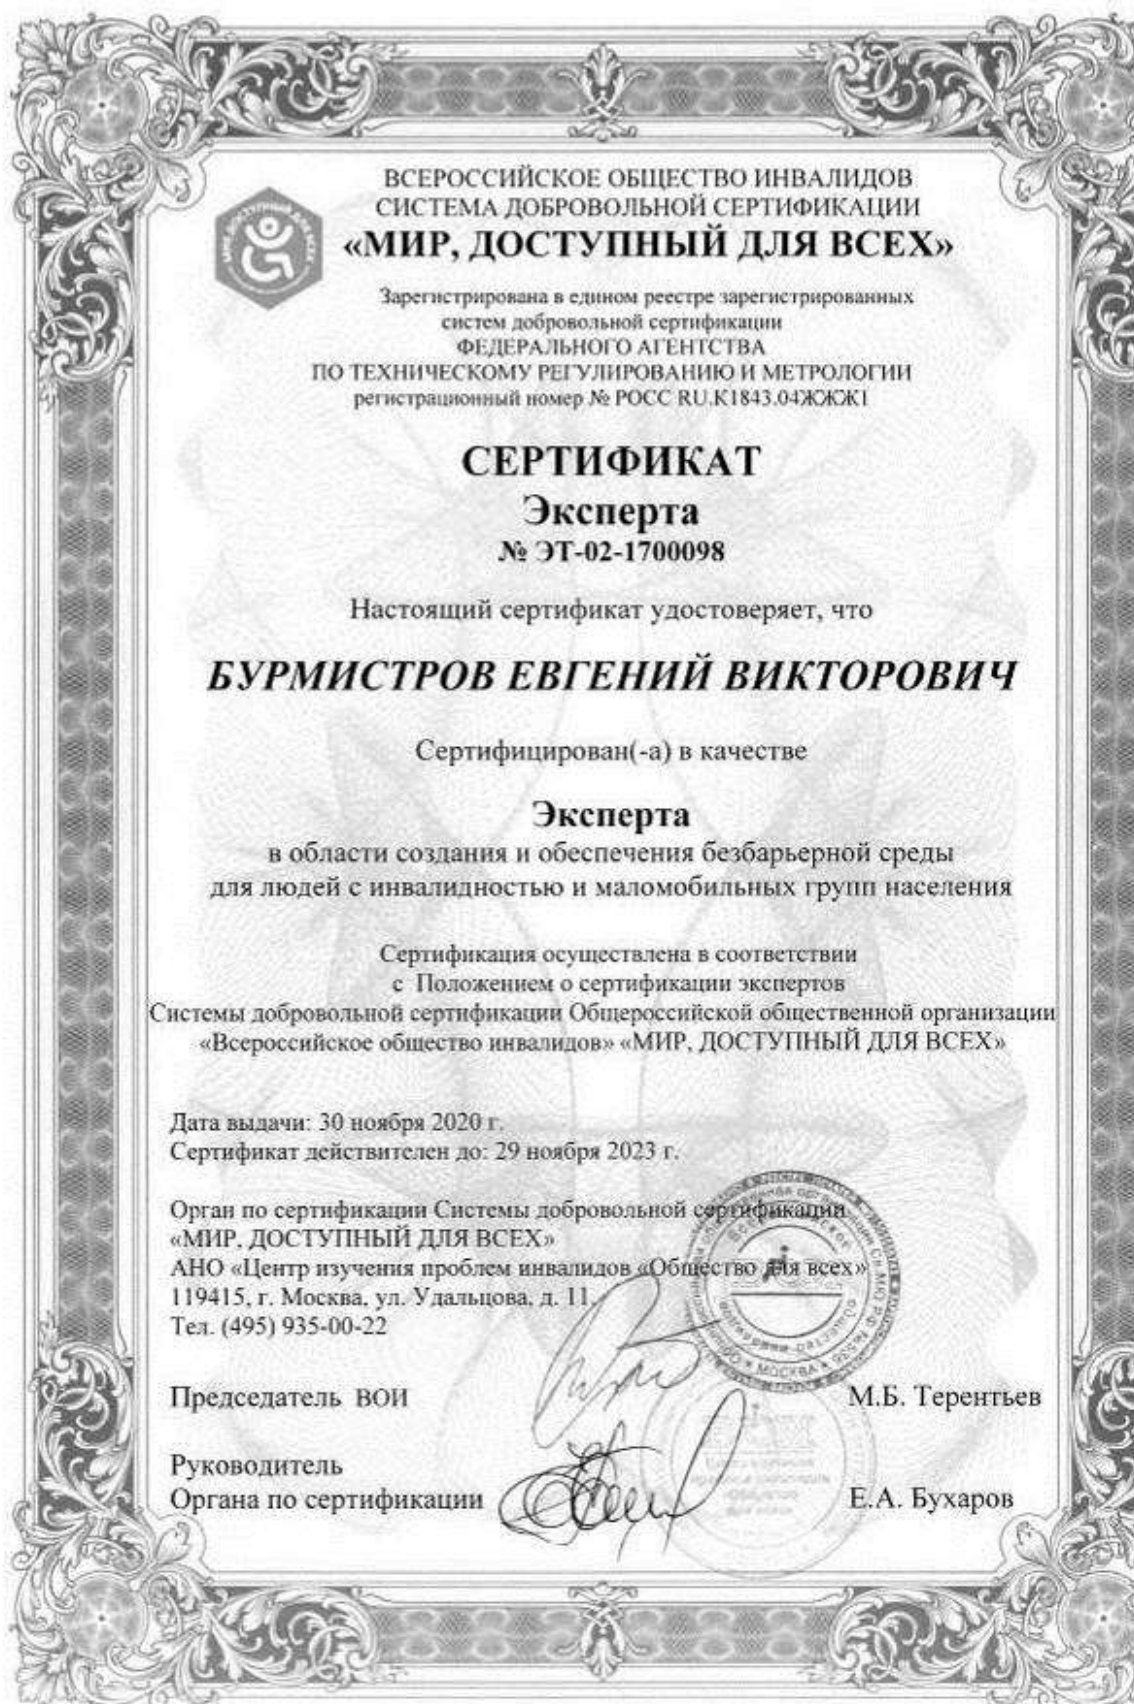 ВСЕРОССИЙСКОЕ ОБЩЕСТВО ИНВАЛИДОВ
СИСТЕМА ДОБРОВОЛЬНОЙ СЕРТИФИКАЦИИ
«МИР, ДОСТУПНЫЙ ДЛЯ ВСЕХ»
Зарегистрирована в едином реестре зарегистрированных
систем добровольной сертификации
ФЕДЕРАЛЬНОГО АГЕНТСТВА
ПО ТЕХНИЧЕСКОМУ РЕГУЛИРОВАНИЮ И МЕТРОЛОГИИ
регистрационный номер № РОСС RU.К1843.04ЖЖЖ1
СЕРТИФИКАТ
Эксперта
№ ЭТ-02-1700098
Настоящий сертификат удостоверяет, что
БУРМИСТРОВ ЕВГЕНИЙ ВИКТОРОВИЧ
Сертифицирован(-а) в качестве
Эксперта
в области создания и обеспечения безбарьерной среды
для людей с инвалидностью и маломобильных групп населения
Сертификация осуществлена в соответствии
с Положением о сертификации экспертов
Системы добровольной сертификации Общероссийской общественной организации
«Всероссийское общество инвалидов» «МИР, ДОСТУПНЫЙ ДЛЯ ВСЕХ»
Дата выдачи: 30 ноября 2020 г.
Сертификат действителен до: 29 ноября 2023 г.
Орган по сертификации Системы добровольной сертификации
«МИР, ДОСТУПНЫЙ ДЛЯ ВСЕХ»
АНО «Центр изучения проблем инвалидов «Общество для всех»
119415, г. Москва, ул. Удальцова, д. 11,
Тел. (495) 935-00-22
МОСКВА
Председатель ВОИ М.Б. Терентьев
Руководитель
Органа по сертификации Е.А. Бухаров